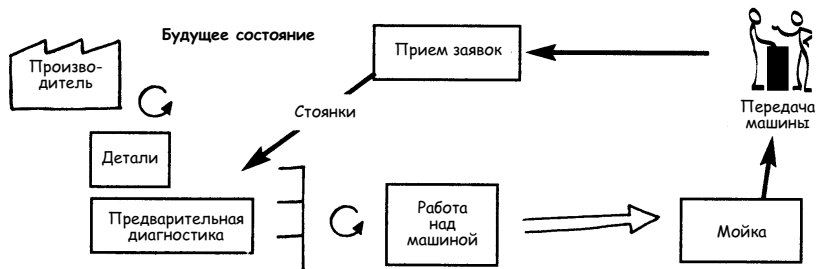 Будущее состояние
Произво-
дитель
Прием заявок
Стоянки
Передача
машины
Детали
Предварительная
диагностика
Работа
над
машиной
Мойка